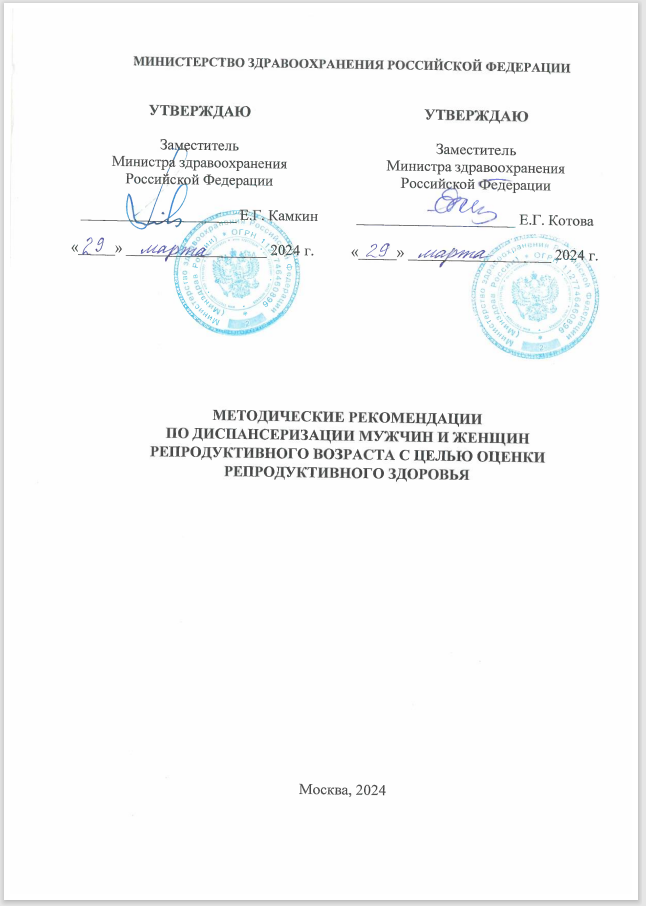 МИНИСТЕРСТВО ЗДРАВООХРАНЕНИЯ РОССИЙСКОЙ ФЕДЕРАЦИИ
УТВЕРЖДАЮ
Заместитель
Министра здравоохранения
Российской Федерации
Е.Г. Камкин
«29» марта 2024 г.
УТВЕРЖДАЮ
Заместитель
Министра здравоохранения
Российской Федерации
Е.Г. Котова
«29» марта 2024 г.
МЕТОДИЧЕСКИЕ РЕКОМЕНДАЦИИ
ПО ДИСПАНСЕРИЗАЦИИ МУЖЧИН И ЖЕНЩИН
РЕПРОДУКТИВНОГО ВОЗРАСТА С ЦЕЛЬЮ ОЦЕНКИ
РЕПРОДУКТИВНОГО ЗДОРОВЬЯ
Москва, 2024